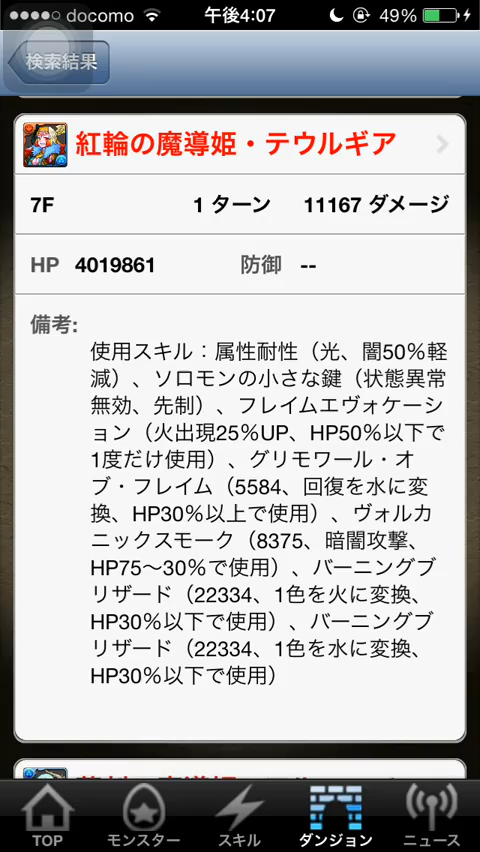 docomo 午後4:07 49%
検索結果
紅輪の魔導姫・テウルギア
7F 1 ターン 11167 ダメージ
HP 4019861 防御 --
備考:
使用スキル：属性耐性（光、闇50％軽
減）、ソロモンの小さな鍵（状態異常
無効、先制）、フレイムエヴォケーシ
ョン（火出現25％UP、HP50％以下で
1度だけ使用）、グリモワール・オ
ブ・フレイム（5584、回復を水に変
換、HP30％以上で使用）、ヴォルカ
ニックスモーク（8375、暗闇攻撃、
HP75〜30％で使用）、バーニングブ
リザード（22334、1色を火に変換、
HP30％以下で使用）、バーニングブ
リザード（22334、1色を水に変換、
HP30％以下で使用）
TOP モンスター スキル ダンジョン ニュース